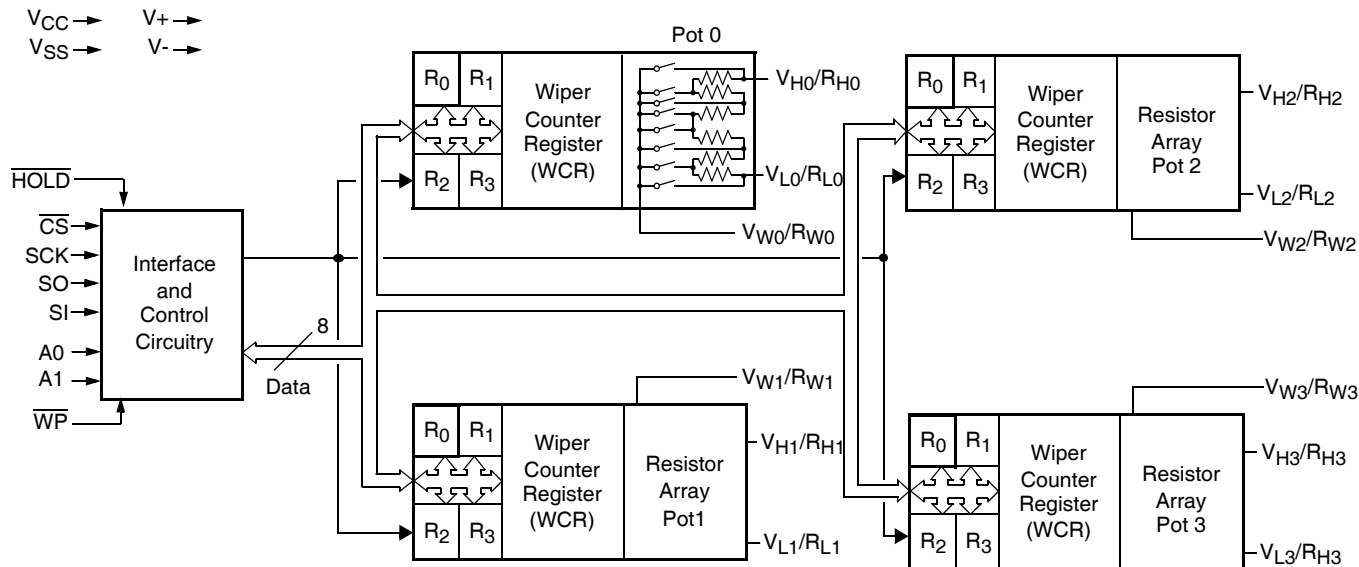 VCC V+
VSS V-
HOLD
CS
SCK
SO
SI
A0
A1
WP
Interface
and
Control
Circuitry
8
Data
Pot 0
R0 R1
R2 R3
Wiper
Counter
Register
(WCR)
VH0/RH0
VL0/RL0
VW0/RW0
R0 R1
R2 R3
Wiper
Counter
Register
(WCR)
Resistor
Array
Pot 2
VH2/RH2
VL2/RL2
VW2/RW2
VW1/RW1
R0 R1
R2 R3
Wiper
Counter
Register
(WCR)
Resistor
Array
Pot1
VH1/RH1
VL1/RL1
VW3/RW3
R0 R1
R2 R3
Wiper
Counter
Register
(WCR)
Resistor
Array
Pot 3
VH3/RH3
VL3/RH3